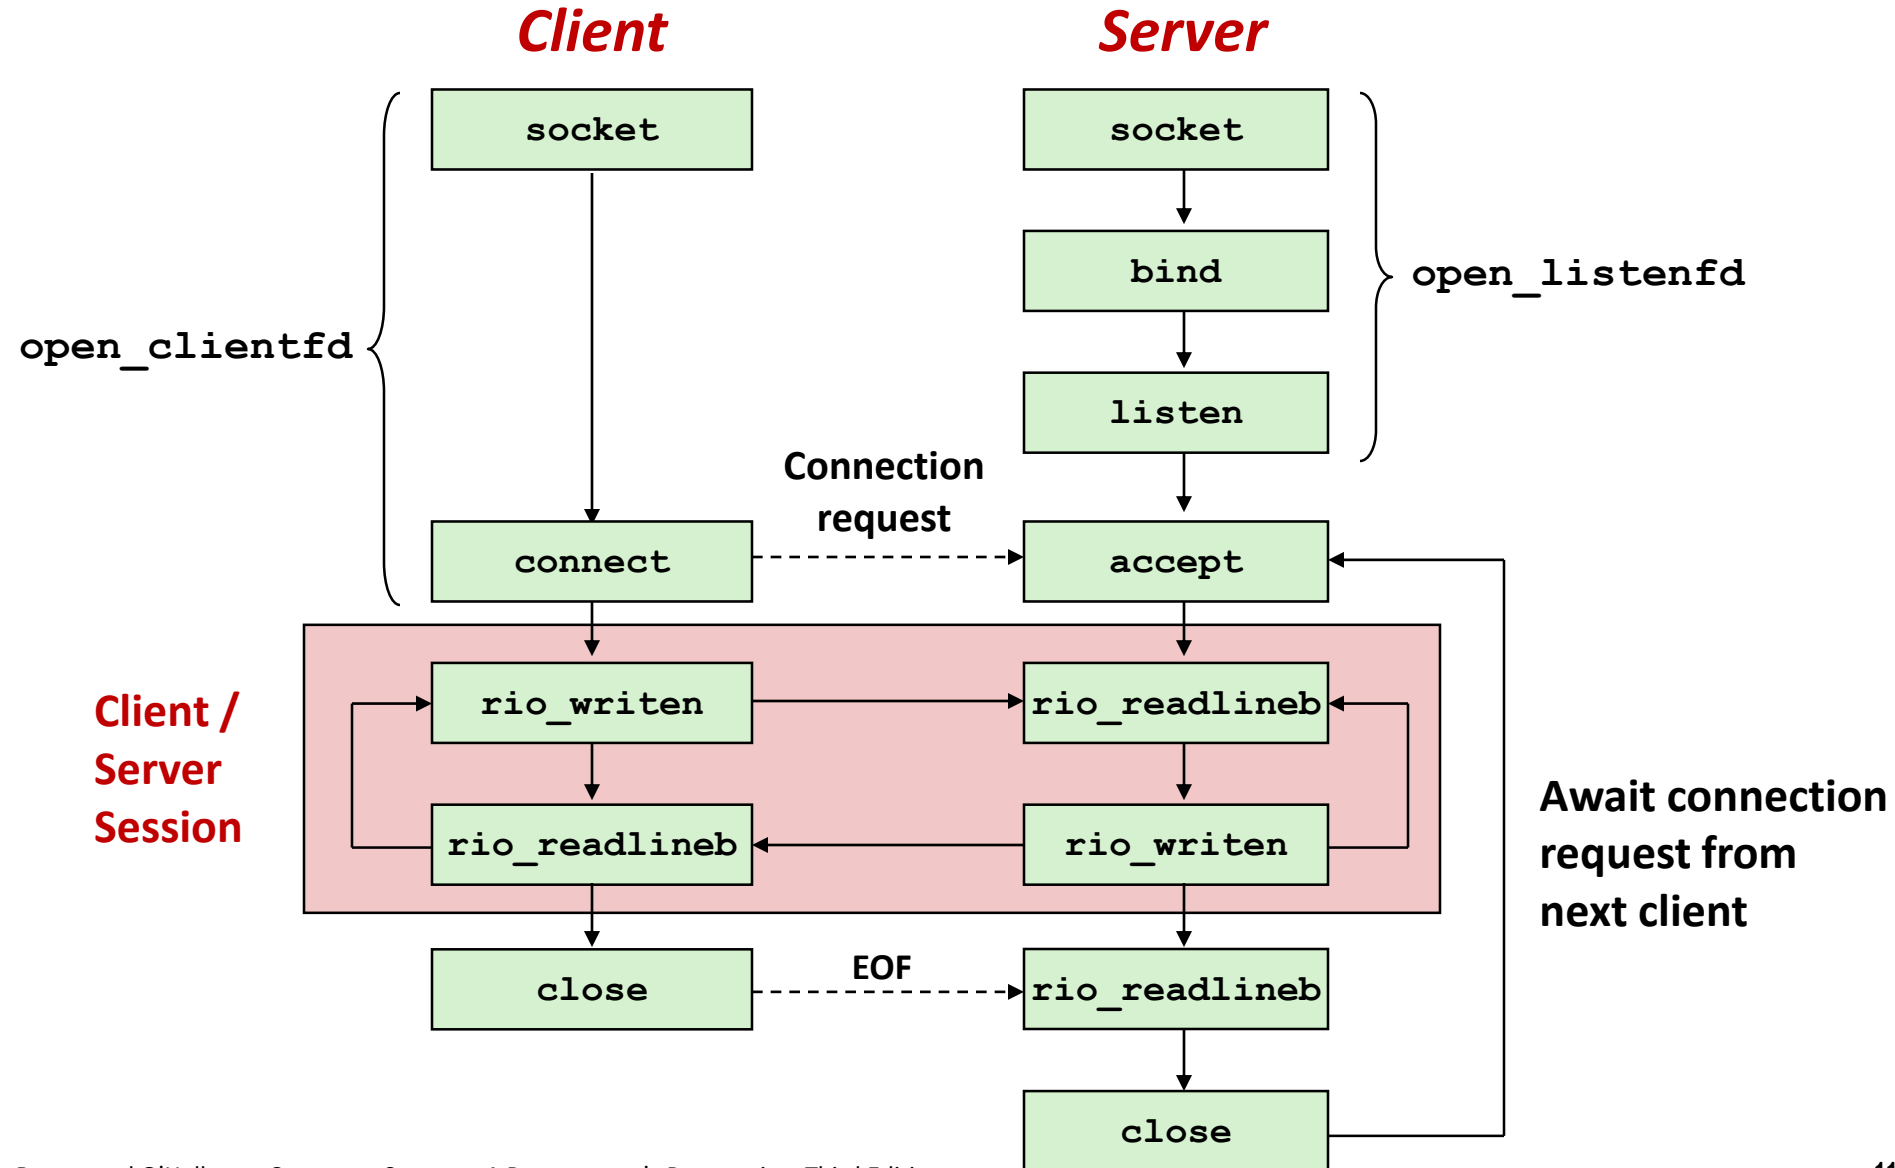 Client
Server
socket
socket
bind
open_listenfd
open_clientfd
listen
Connection
request
connect
accept
Client /
Server
Session
rio_writen
rio_readlineb
rio_readlineb
rio_writen
Await connection
request from
next client
EOF
close
rio_readlineb
close